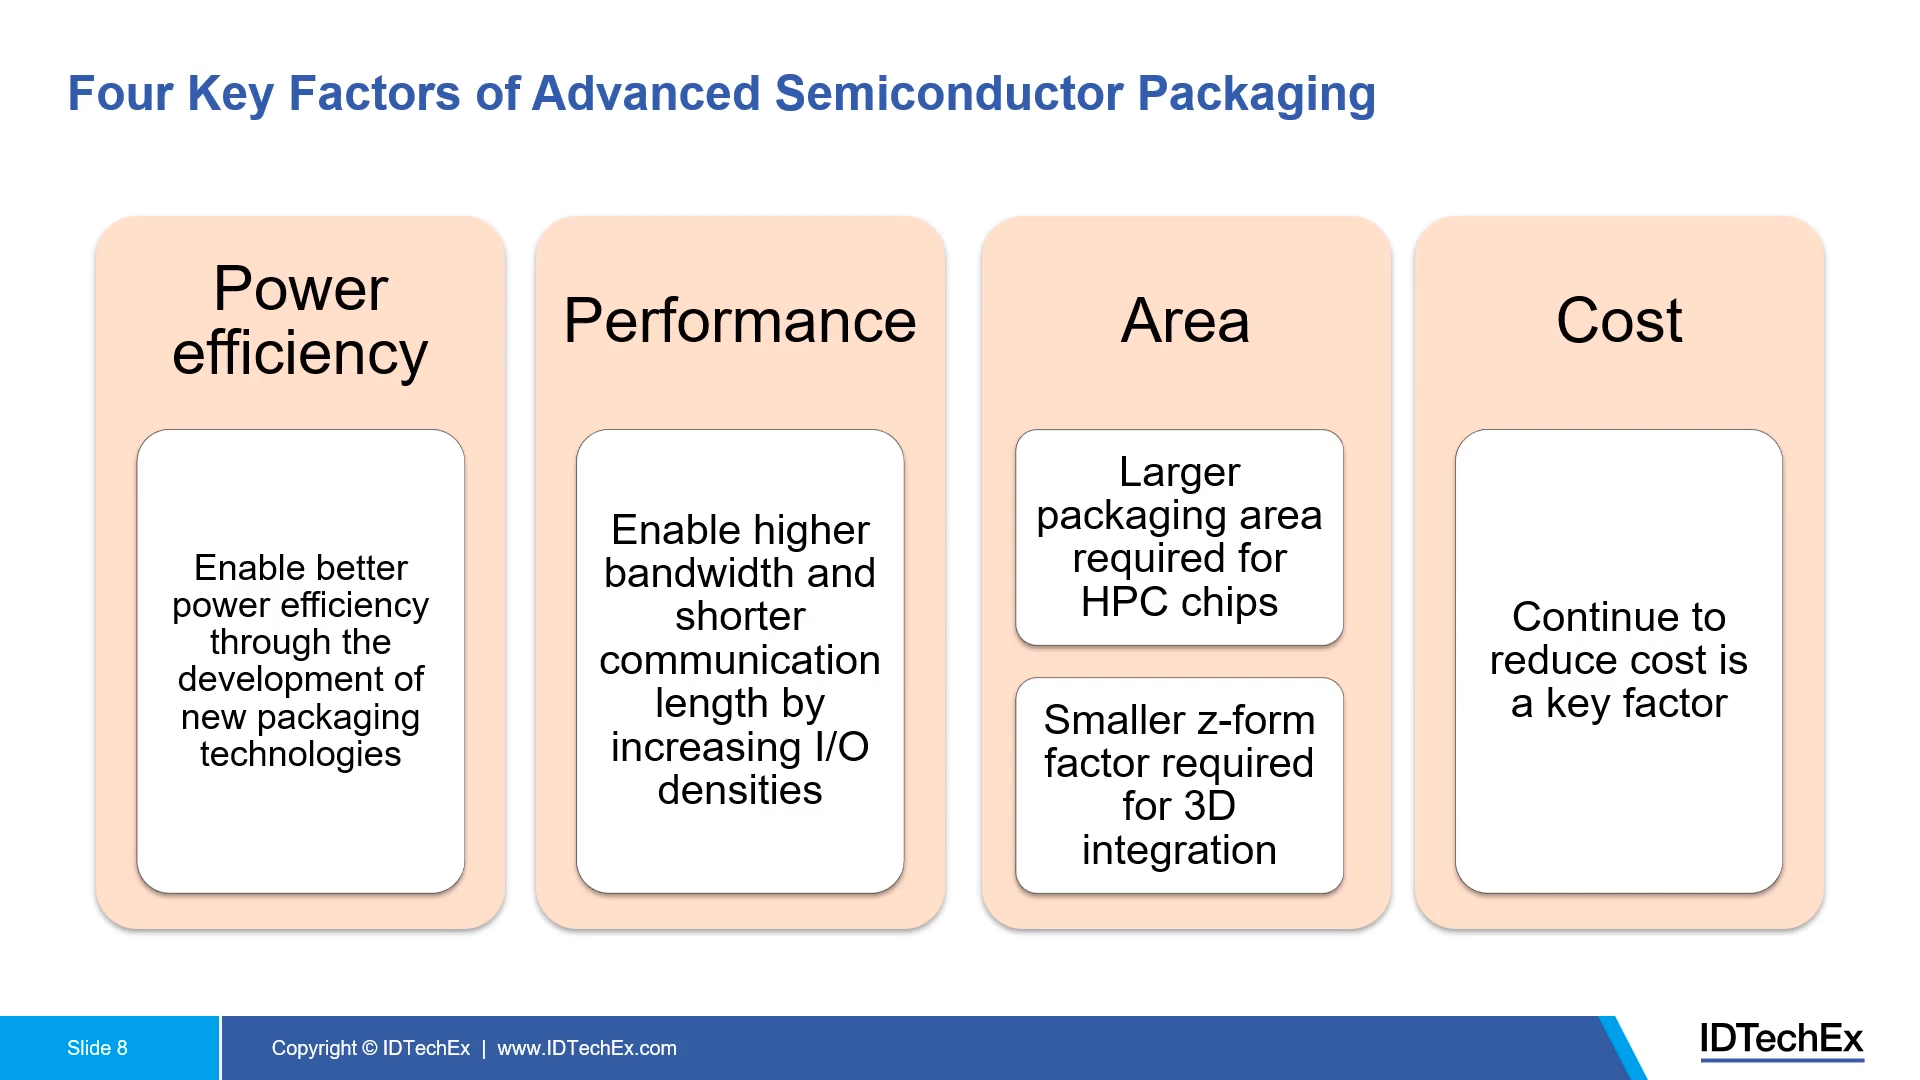 Four Key Factors of Advanced Semiconductor Packaging
Power
efficiency
Enable better
power efficiency
through the
development of
new packaging
technologies
Performance
Enable higher
bandwidth and
shorter
communication
length by
increasing I/O
densities
Area
Larger
packaging area
required for
HPC chips
Smaller z-form
factor required
for 3D
integration
Cost
Continue to
reduce cost is
a key factor
Slide 8
Copyright © IDTechEx | www.IDTechEx.com
IDTechEx